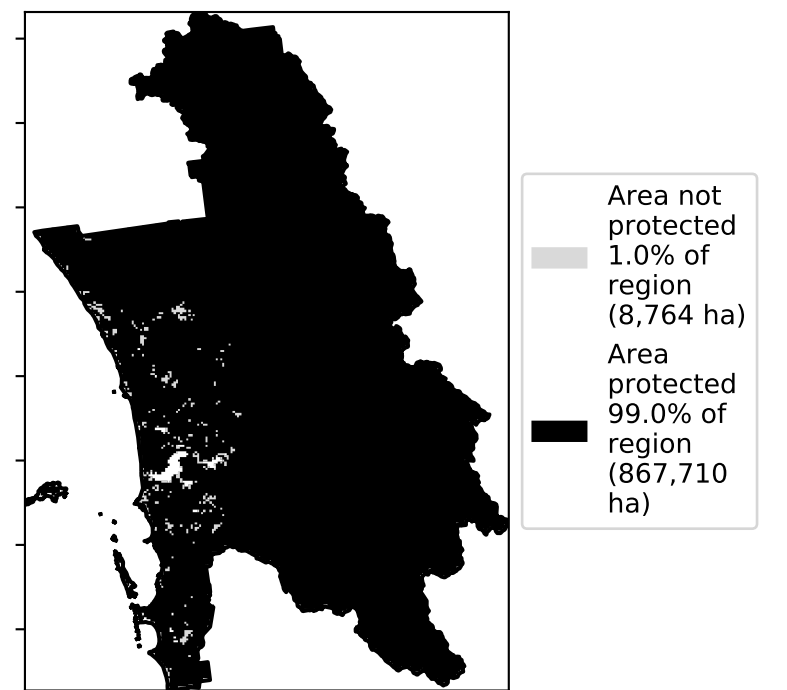 Area not
protected
1.0% of
region
(8,764 ha)
Area
protected
99.0% of
region
(867,710
ha)